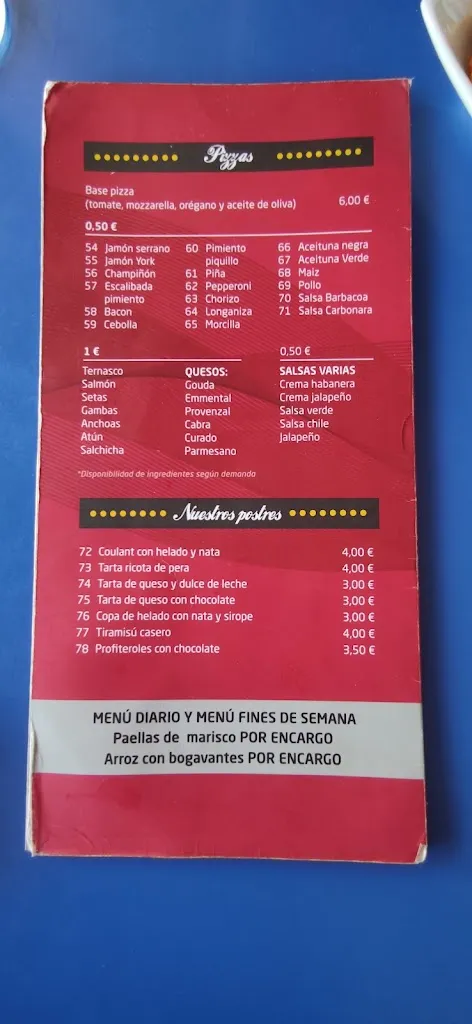 Pizzas
Base pizza
(tomate, mozzarella, orégano y aceite de oliva) 6,00 €
0,50 €
54 Jamón serrano
55 Jamón York
56 Champiñón
57 Escalibada
pimiento
58 Bacon
59 Cebolla
60 Pimiento
piquillo
61 Piña
62 Pepperoni
63 Chorizo
64 Longaniza
65 Morcilla
66 Aceituna negra
67 Aceituna Verde
68 Maiz
69 Pollo
70 Salsa Barbacoa
71 Salsa Carbonara
1 €
Ternasco
Salmón
Setas
Gambas
Anchoas
Atún
Salchicha
QUESOS:
Gouda
Emmental
Provenzal
Cabra
Curado
Parmesano
0,50 €
SALSAS VARIAS
Crema habanera
Crema jalapeño
Salsa verde
Salsa chile
Jalapeño
*Disponibilidad de ingredientes según demanda
Nuestros postres
72 Coulant con helado y nata 4,00 €
73 Tarta ricota de pera 4,00 €
74 Tarta de queso y dulce de leche 3,00 €
75 Tarta de queso con chocolate 3,00 €
76 Copa de helado con nata y sirope 3,00 €
77 Tiramisú casero 4,00 €
78 Profiteroles con chocolate 3,50 €
MENÚ DIARIO Y MENÚ FINES DE SEMANA
Paellas de marisco POR ENCARGO
Arroz con bogavantes POR ENCARGO